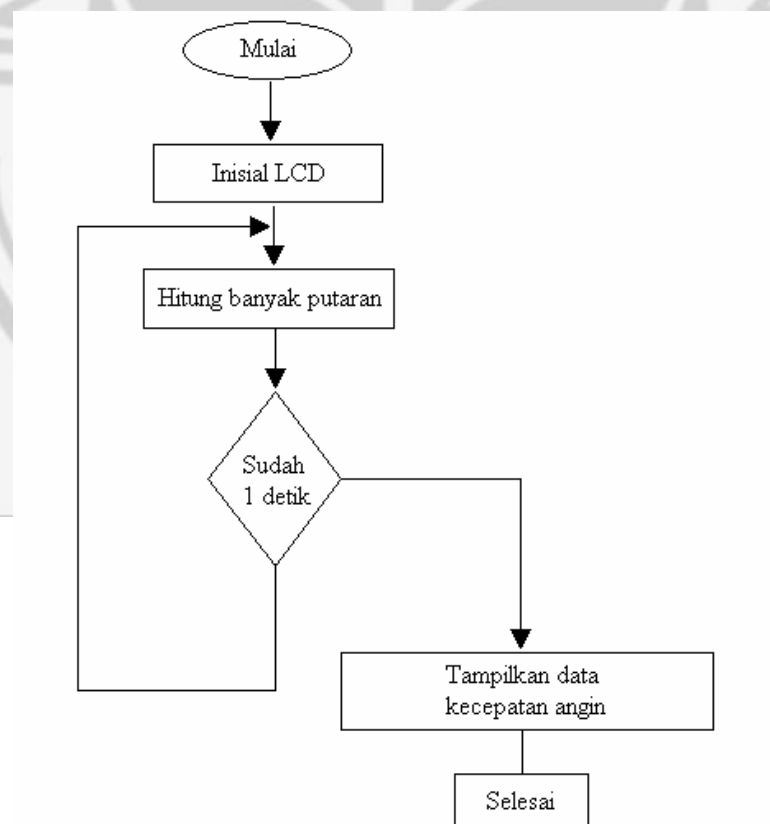 Mulai
Inisial LCD
Hitung banyak putaran
Sudah
1 detik
Tampilkan data
kecepatan angin
Selesai